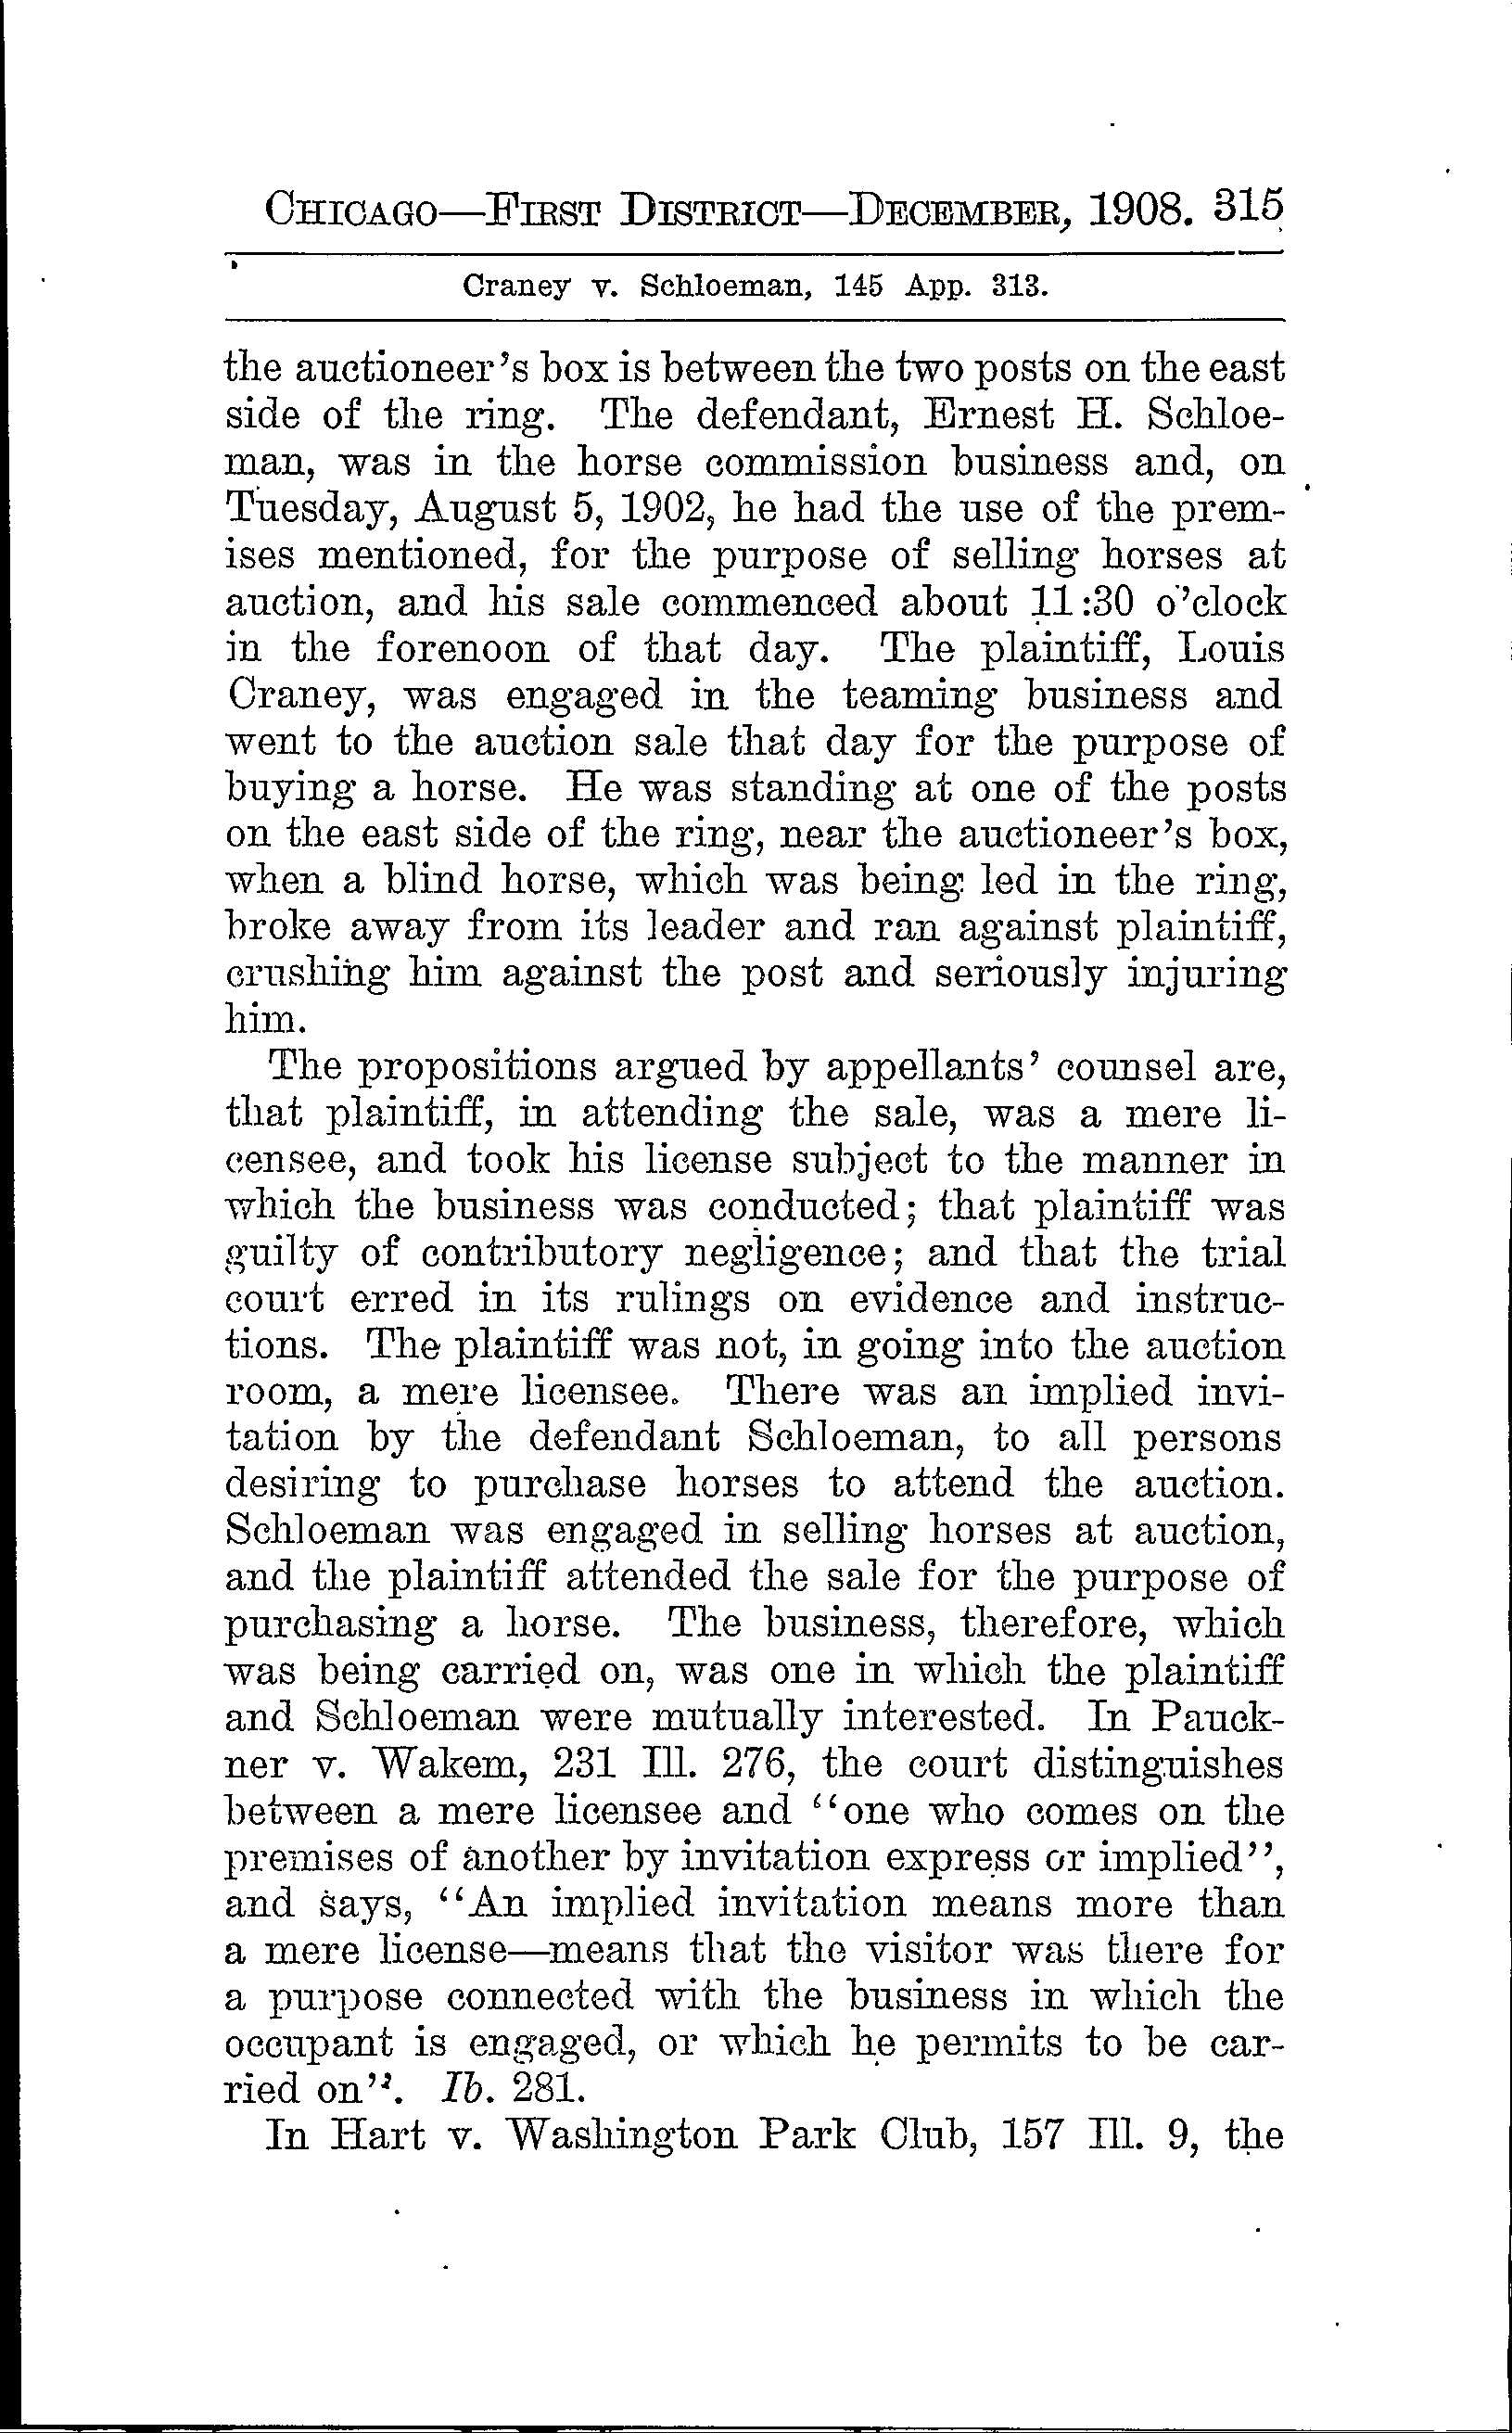 CHICAGO—FIRST DISTRICT—DECEMBER, 1908. 315
Craney v. Schloeman, 145 App. 313.
the auctioneer's box is between the two posts on the east
side of the ring. The defendant, Ernest H. Schloe-
man, was in the horse commission business and, on
Tuesday, August 5, 1902, he had the use of the prem-
ises mentioned, for the purpose of selling horses at
auction, and his sale commenced about 11:30 o'clock
in the forenoon of that day. The plaintiff, Louis
Craney, was engaged in the teaming business and
went to the auction sale that day for the purpose of
buying a horse. He was standing at one of the posts
on the east side of the ring, near the auctioneer's box,
when a blind horse, which was being led in the ring,
broke away from its leader and ran against plaintiff,
crushing him against the post and seriously injuring
him.
The propositions argued by appellants' counsel are,
that plaintiff, in attending the sale, was a mere li-
censee, and took his license subject to the manner in
which the business was conducted; that plaintiff was
guilty of contributory negligence; and that the trial
court erred in its rulings on evidence and instruc-
tions. The plaintiff was not, in going into the auction
room, a mere licensee. There was an implied invi-
tation by the defendant Schloeman, to all persons
desiring to purchase horses to attend the auction.
Schloeman was engaged in selling horses at auction,
and the plaintiff attended the sale for the purpose of
purchasing a horse. The business, therefore, which
was being carried on, was one in which the plaintiff
and Schloeman were mutually interested. In Pauck-
ner v. Wakem, 231 Ill. 276, the court distinguishes
between a mere licensee and "one who comes on the
premises of another by invitation express or implied",
and says, "An implied invitation means more than
a mere license—means that the visitor was there for
a purpose connected with the business in which the
occupant is engaged, or which he permits to be car-
ried on". Ib. 281.
In Hart v. Washington Park Club, 157 Ill. 9, the